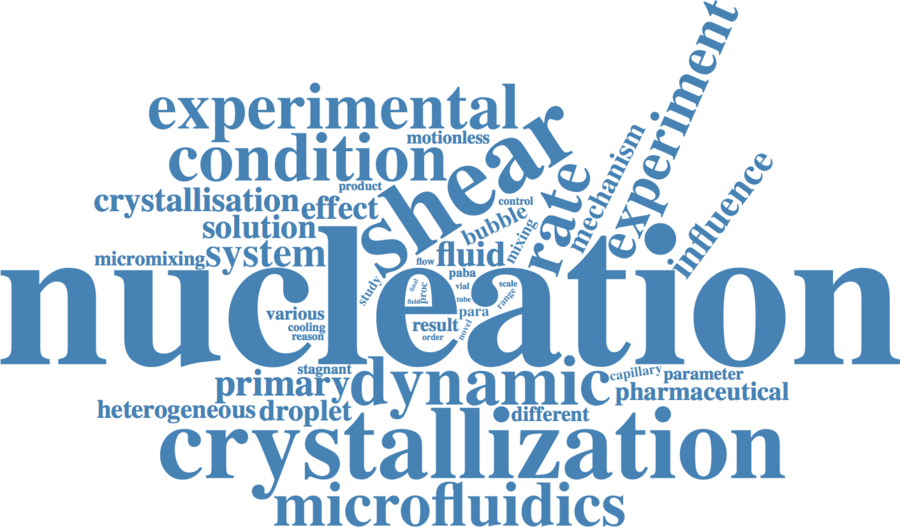 experimental
motionless
condition
shear
experiment
mechanism
rate
influence
product
crystallisation
effect
control
solution
bubble
mixing
micromixing
system
flow
fluid
nucleation
study
paba
final
proc
vial
scale
range
field
tube
various
para
cooling
result
novel
reason
order
stagnant
primary
dynamic
capillary
parameter
pharmaceutical
heterogeneous
droplet
different
crystallization
microfluidics